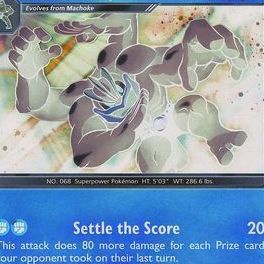 Evolves from Machoke
NO. 068 Superpower Pokémon HT: 5'03" WT: 286.6 lbs.
Settle the Score 20
This attack does 80 more damage for each Prize card
your opponent took on their last turn.